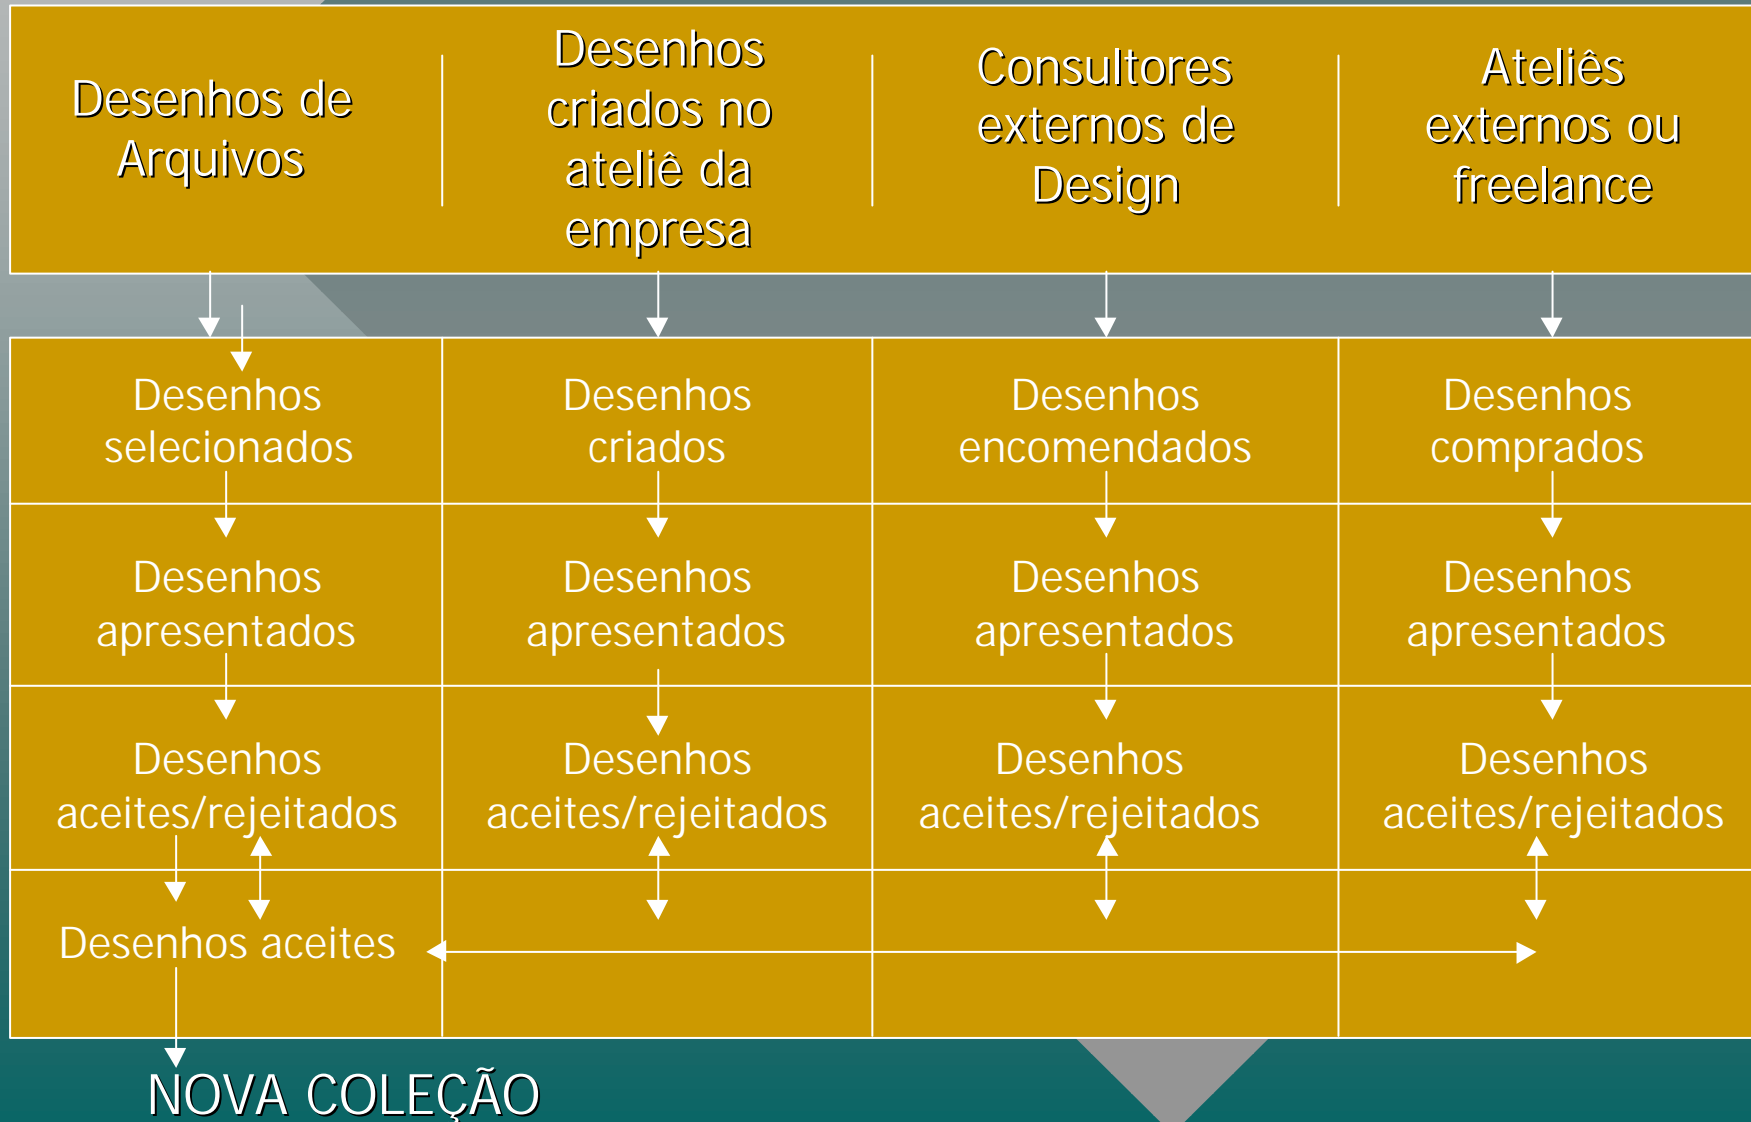 Desenhos de
Arquivos
Desenhos
criados no
ateliê da
empresa
Consultores
externos de
Design
Ateliês
externos ou
freelance
Desenhos
selecionados
Desenhos
criados
Desenhos
encomendados
Desenhos
comprados
Desenhos
apresentados
Desenhos
apresentados
Desenhos
apresentados
Desenhos
apresentados
Desenhos
aceites/rejeitados
Desenhos
aceites/rejeitados
Desenhos
aceites/rejeitados
Desenhos
aceites/rejeitados
Desenhos aceites
NOVA COLEÇÃO